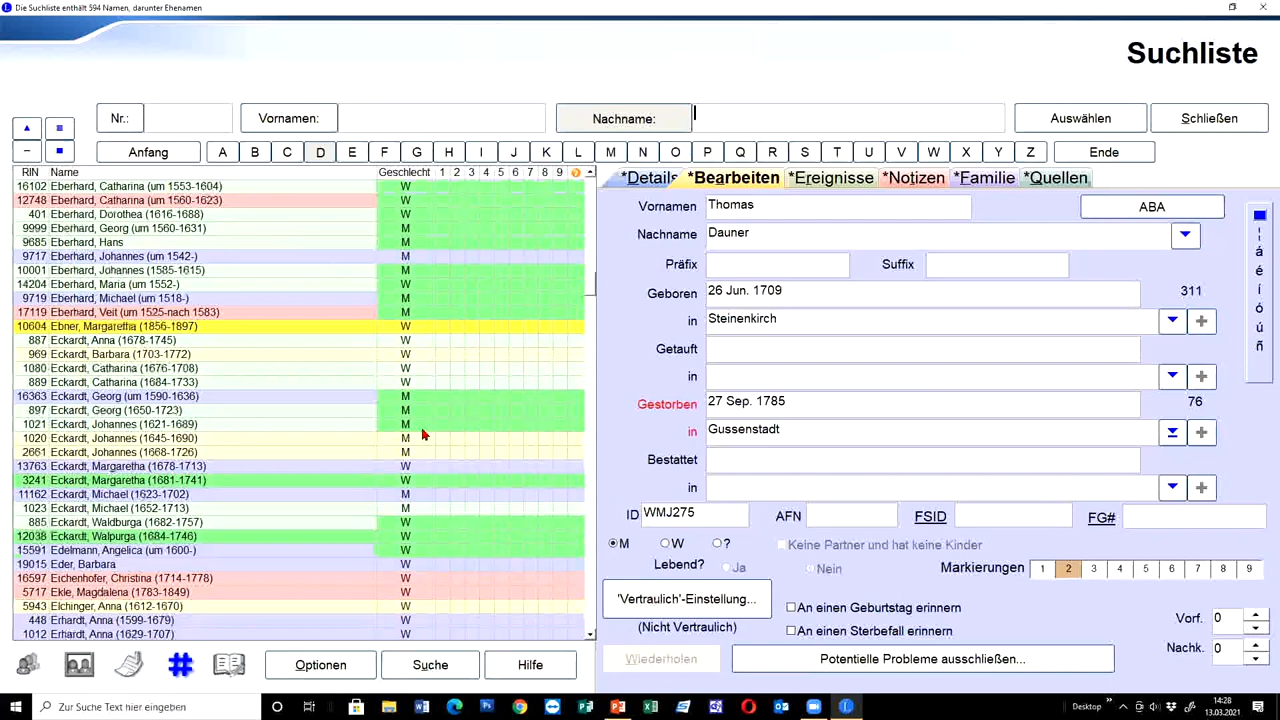 Die Suchliste enthält 594 Namen, darunter Ehenamen
Suchliste
Nr.: Vornamen: Nachname: Auswählen Schließen
Anfang A B C D E F G H I J K L M N O P Q R S T U V W X Y Z Ende
RIN Name Geschlecht 1 2 3 4 5 6 7 8 9
16102 Eberhard, Catharina (um 1553-1604) W
12748 Eberhard, Catharina (um 1560-1623) W
401 Eberhard, Dorothea (1616-1688) W
9999 Eberhard, Georg (um 1560-1631) M
9685 Eberhard, Hans M
9717 Eberhard, Johannes (um 1542-) M
10001 Eberhard, Johannes (1585-1615) M
14204 Eberhard, Maria (um 1552-) W
9719 Eberhard, Michael (um 1518-) M
17119 Eberhard, Veit (um 1525-nach 1583) M
10604 Ebner, Margaretha (1856-1897) W
887 Eckardt, Anna (1678-1745) W
969 Eckardt, Barbara (1703-1772) W
1080 Eckardt, Catharina (1676-1708) W
889 Eckardt, Catharina (1684-1733) W
16363 Eckardt, Georg (um 1590-1636) M
897 Eckardt, Georg (1650-1723) M
1021 Eckardt, Johannes (1621-1689) M
1020 Eckardt, Johannes (1645-1690) M
2661 Eckardt, Johannes (1668-1726) M
13763 Eckardt, Margaretha (1678-1713) W
3241 Eckardt, Margaretha (1681-1741) W
11162 Eckardt, Michael (1623-1702) M
1023 Eckardt, Michael (1652-1713) M
885 Eckardt, Waldburga (1682-1757) W
12038 Eckardt, Walpurga (1684-1746) W
15591 Edelmann, Angelica (um 1600-) W
19015 Eder, Barbara W
16597 Eichenhofer, Christina (1714-1778) W
5717 Ekle, Magdalena (1783-1849) W
5943 Elchinger, Anna (1612-1670) W
448 Erhardt, Anna (1599-1679) W
1012 Erhardt, Anna (1629-1707) W
Optionen Suche Hilfe
*Details *Bearbeiten *Ereignisse *Notizen *Familie *Quellen
Vornamen Thomas ABA
Nachname Dauner
Präfix Suffix
Geboren 26 Jun. 1709 311
in Steinenkirch
Getauft
in
Gestorben 27 Sep. 1785 76
in Gussenstadt
Bestattet
in
á
é
í
ó
ú
ñ
ID WMJ275 AFN FSID FG#
M W ? Keine Partner und hat keine Kinder
Lebend? Ja Nein Markierungen 1 2 3 4 5 6 7 8 9
'Vertraulich'-Einstellung... An einen Geburtstag erinnern Vorf. 0
(Nicht Vertraulich) An einen Sterbefall erinnern Nachk. 0
Wiederholen Potentielle Probleme ausschließen...
Zur Suche Text hier eingeben Desktop 14:28
13.03.2021